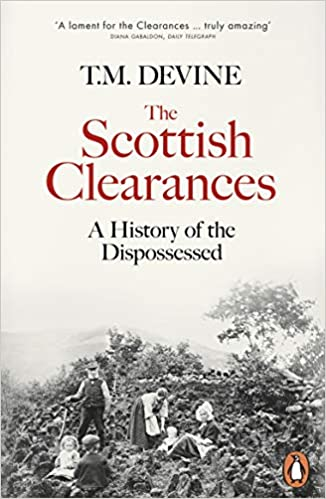 'A lament for the Clearances ... truly amazing'
DIANA GABALDON, DAILY TELEGRAPH
T.M. DEVINE
The
Scottish
Clearances
A History of the
Dispossessed